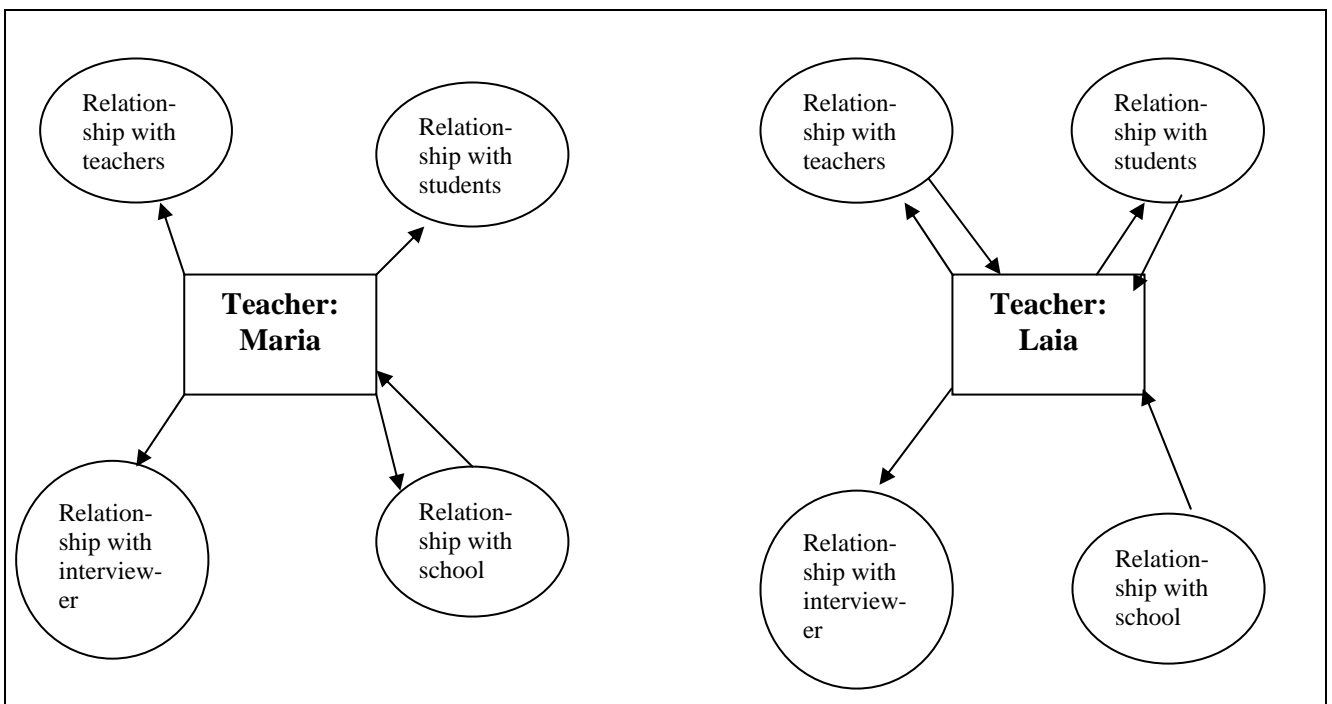 Relation-
ship with
teachers
Relation-
ship with
students
Teacher:
Maria
Relation-
ship with
interview-
er
Relation-
ship with
school
Relation-
ship with
teachers
Relation-
ship with
students
Teacher:
Laia
Relation-
ship with
interview-
er
Relation-
ship with
school